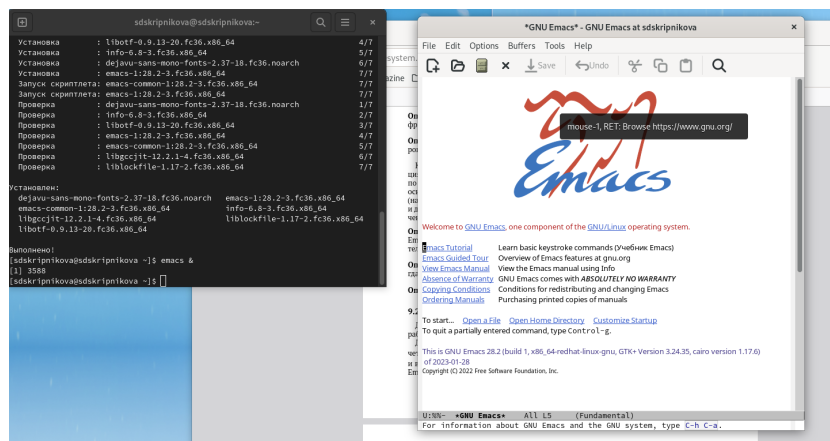 sdskripnikova@sdskripnikova:~
Установка : libotf-0.9.13-20.fc36.x86_64 4/7
Установка : info-6.8-3.fc36.x86_64 5/7
Установка : dejavu-sans-mono-fonts-2.37-18.fc36.noarch 6/7
Установка : emacs-1:28.2-3.fc36.x86_64 7/7
Запуск скриптлета: emacs-common-1:28.2-3.fc36.x86_64 7/7
Запуск скриптлета: emacs-1:28.2-3.fc36.x86_64 7/7
Проверка : dejavu-sans-mono-fonts-2.37-18.fc36.noarch 1/7
Проверка : info-6.8-3.fc36.x86_64 2/7
Проверка : libotf-0.9.13-20.fc36.x86_64 3/7
Проверка : emacs-1:28.2-3.fc36.x86_64 4/7
Проверка : emacs-common-1:28.2-3.fc36.x86_64 5/7
Проверка : libgccjit-12.2.1-4.fc36.x86_64 6/7
Проверка : liblockfile-1.17-2.fc36.x86_64 7/7
Установлен:
dejavu-sans-mono-fonts-2.37-18.fc36.noarch emacs-1:28.2-3.fc36.x86_64
emacs-common-1:28.2-3.fc36.x86_64 info-6.8-3.fc36.x86_64
libgccjit-12.2.1-4.fc36.x86_64 liblockfile-1.17-2.fc36.x86_64
libotf-0.9.13-20.fc36.x86_64
Выполнено!
[sdskripnikova@sdskripnikova ~]$ emacs &
[1] 3588
[sdskripnikova@sdskripnikova ~]$
system.
azine
9.2
*GNU Emacs* - GNU Emacs at sdskripnikova
File Edit Options Buffers Tools Help
Save Undo
Emacs
mouse-1, RET: Browse https://www.gnu.org/
Welcome to GNU Emacs, one component of the GNU/Linux operating system.
Emacs Tutorial Learn basic keystroke commands (Учебник Emacs)
Emacs Guided Tour Overview of Emacs features at gnu.org
View Emacs Manual View the Emacs manual using Info
Absence of Warranty GNU Emacs comes with ABSOLUTELY NO WARRANTY
Copying Conditions Conditions for redistributing and changing Emacs
Ordering Manuals Purchasing printed copies of manuals
To start... Open a File Open Home Directory Customize Startup
To quit a partially entered command, type Control-g.
This is GNU Emacs 28.2 (build 1, x86_64-redhat-linux-gnu, GTK+ Version 3.24.35, cairo version 1.17.6)
of 2023-01-28
Copyright (C) 2022 Free Software Foundation, Inc.
U:%%- *GNU Emacs* All L5 (Fundamental)
For information about GNU Emacs and the GNU system, type C-h C-a.